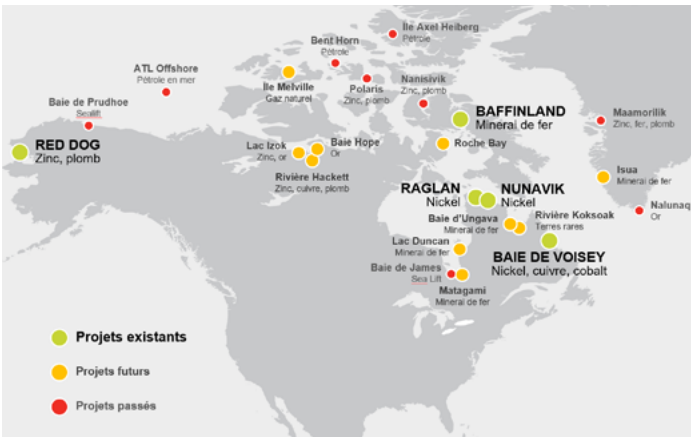 Île Axel Heiberg
Pétrole
Bent Horn
Pétrole
ATL Offshore
Pétrole en mer
Île Melville
Gaz naturel
Polaris
Zinc, plomb
Nanisivik
Zinc, plomb
Baie de Prudhoe
Sealift
BAFFINLAND
Minerai de fer
Maamorilik
Zinc, fer, plomb
RED DOG
Zinc, plomb
Lac Izok
Zinc, or
Baie Hope
Or
Roche Bay
Rivière Hackett
Zinc, cuivre, plomb
Isua
Minerai de fer
RAGLAN
Nickel
NUNAVIK
Nickel
Nalunaq
Or
Baie d'Ungava
Minerai de fer
Rivière Koksoak
Terres rares
Lac Duncan
Minerai de fer
BAIE DE VOISEY
Nickel, cuivre, cobalt
Baie de James
Sea Lift
Matagami
Minerai de fer
Projets existants
Projets futurs
Projets passés